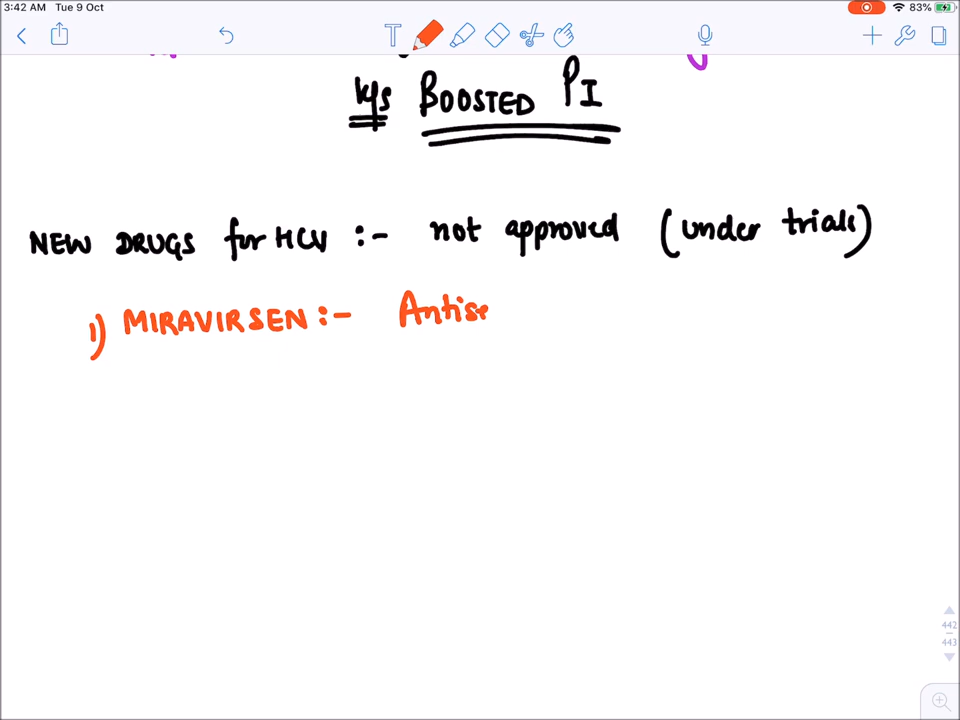 3:42 AM Tue 9 Oct 83%
T
k/s BOOSTED PI
NEW DRUGS for HCV :- not approved (under trials)
1) MIRAVIRSEN :- Antise
442
443